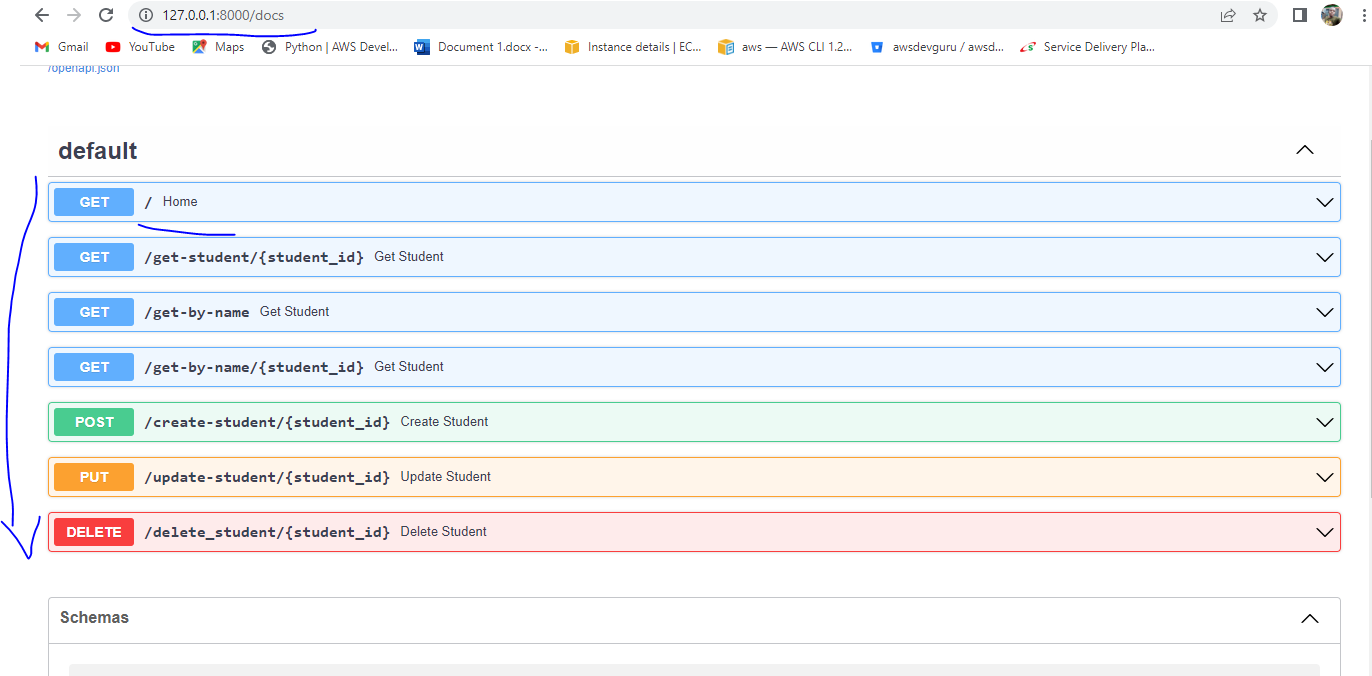 127.0.0.1:8000/docs
Gmail YouTube Maps Python | AWS Devel... Document 1.docx -... Instance details | EC... aws — AWS CLI 1.2... awsdevguru / awsd... Service Delivery Pla...
/openapi.json
default
GET / Home
GET /get-student/{student_id} Get Student
GET /get-by-name Get Student
GET /get-by-name/{student_id} Get Student
POST /create-student/{student_id} Create Student
PUT /update-student/{student_id} Update Student
DELETE /delete_student/{student_id} Delete Student
Schemas